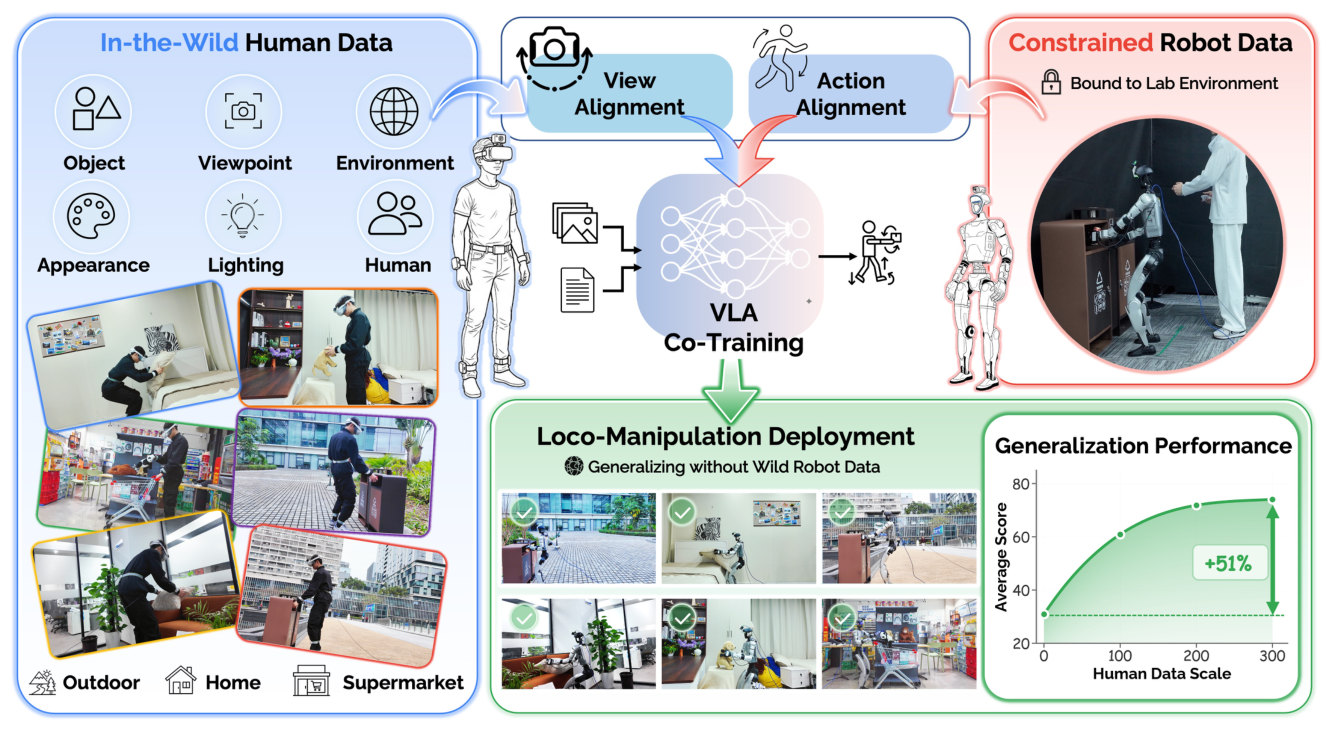 In-the-Wild Human Data
Object
Viewpoint
Environment
Appearance
Lighting
Human
Outdoor
Home
Supermarket
View
Alignment
Action
Alignment
VLA
Co-Training
Constrained Robot Data
Bound to Lab Environment
Loco-Manipulation Deployment
Generalizing without Wild Robot Data
Generalization Performance
Average Score
80
60
40
20
+51%
0
100
200
300
Human Data Scale